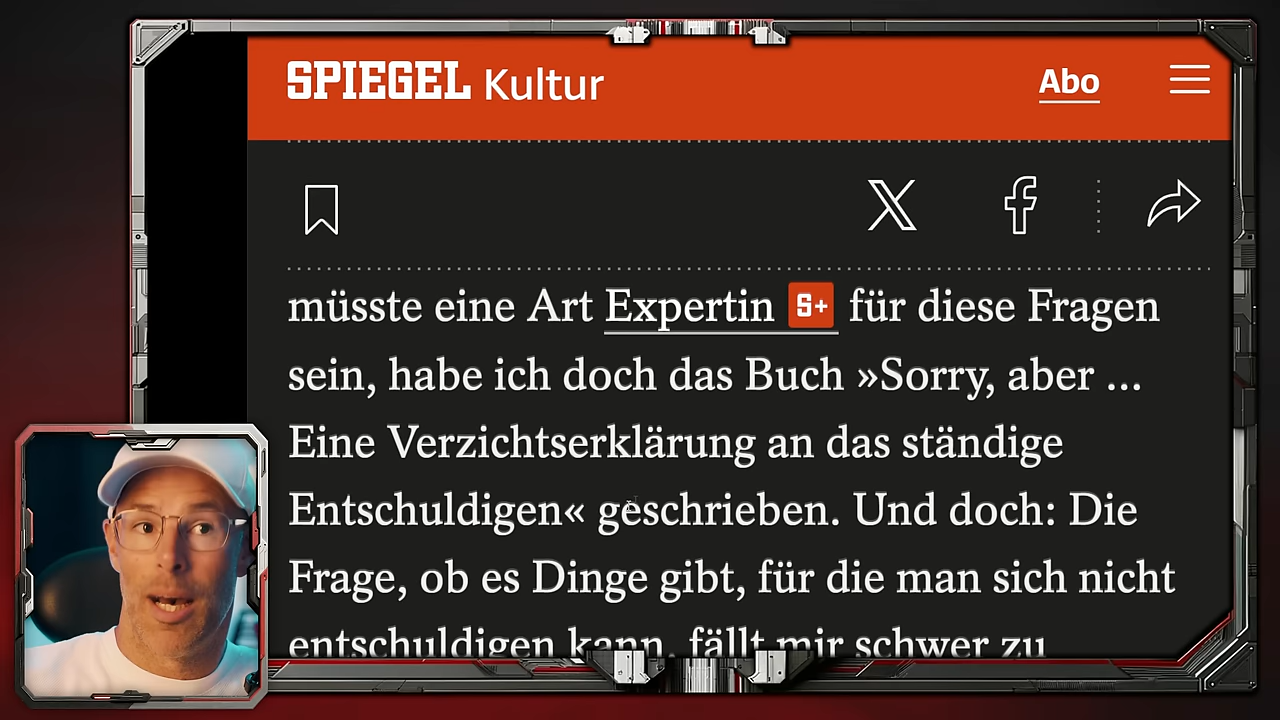 SPIEGEL Kultur
Abo
müsste eine Art Expertin S+ für diese Fragen
sein, habe ich doch das Buch »Sorry, aber ...
Eine Verzichtserklärung an das ständige
Entschuldigen« geschrieben. Und doch: Die
Frage, ob es Dinge gibt, für die man sich nicht
entschuldigen kann, fällt mir schwer zu